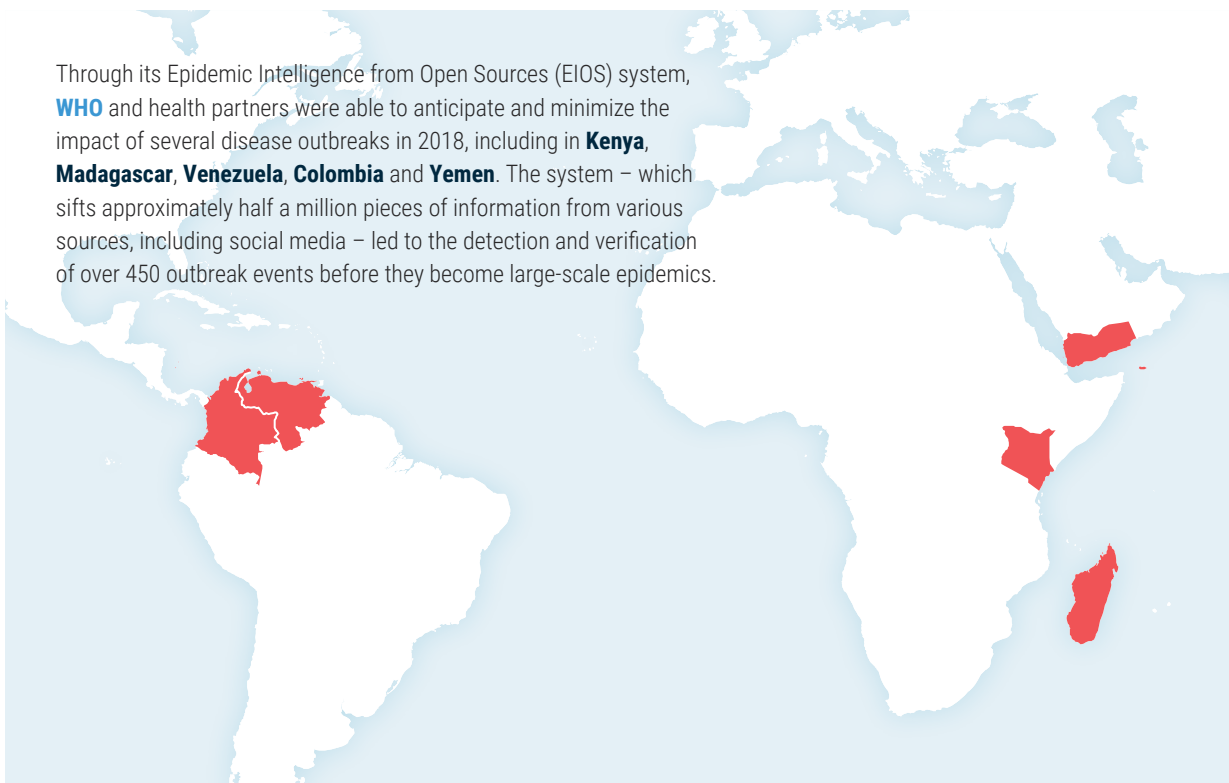 Through its Epidemic Intelligence from Open Sources (EIOS) system,
WHO and health partners were able to anticipate and minimize the
impact of several disease outbreaks in 2018, including in Kenya,
Madagascar, Venezuela, Colombia and Yemen. The system – which
sifts approximately half a million pieces of information from various
sources, including social media – led to the detection and verification
of over 450 outbreak events before they become large-scale epidemics.